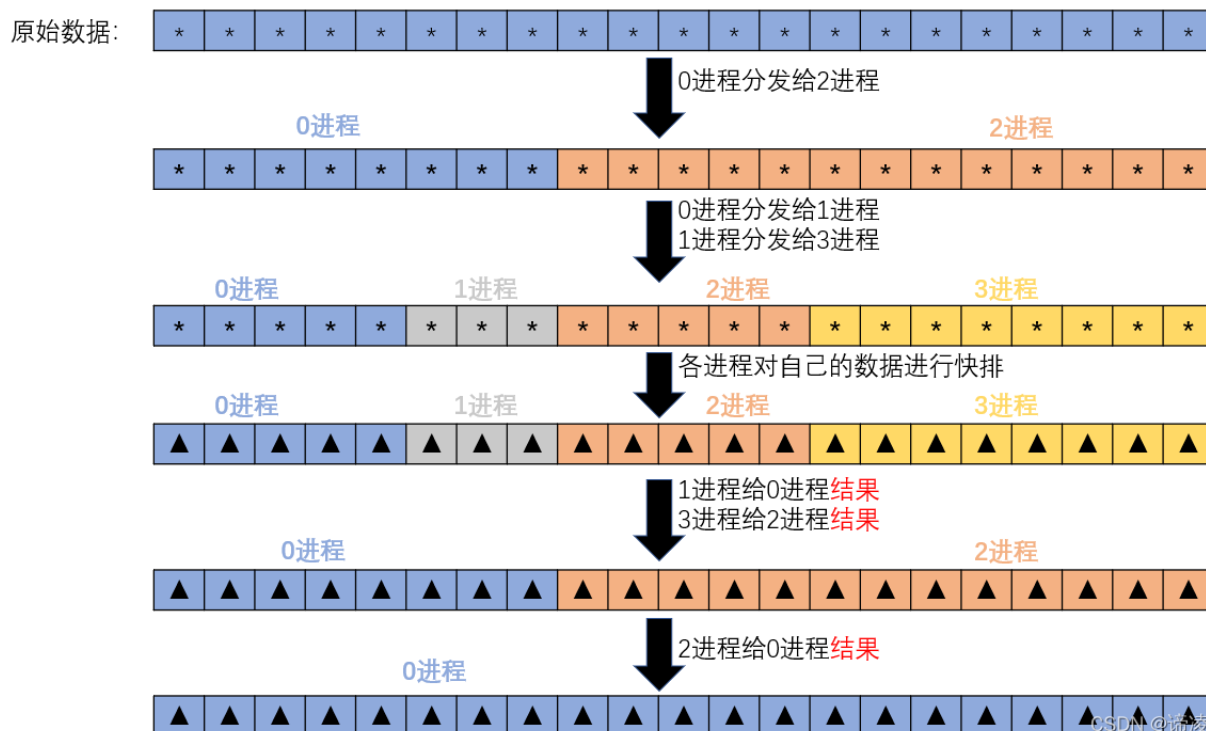 原始数据:
* * * * * * * * * * * * * * * * * * * * *
0进程分发给2进程
0进程 2进程
* * * * * * * * * * * * * * * * * * * * *
0进程分发给1进程
1进程分发给3进程
0进程 1进程 2进程 3进程
* * * * * * * * * * * * * * * * * * * * *
各进程对自己的数据进行快排
0进程 1进程 2进程 3进程
▲ ▲ ▲ ▲ ▲ ▲ ▲ ▲ ▲ ▲ ▲ ▲ ▲ ▲ ▲ ▲ ▲ ▲ ▲ ▲ ▲
1进程给0进程结果
3进程给2进程结果
0进程 2进程
▲ ▲ ▲ ▲ ▲ ▲ ▲ ▲ ▲ ▲ ▲ ▲ ▲ ▲ ▲ ▲ ▲ ▲ ▲ ▲ ▲
2进程给0进程结果
0进程
▲ ▲ ▲ ▲ ▲ ▲ ▲ ▲ ▲ ▲ ▲ ▲ ▲ ▲ ▲ ▲ ▲ ▲ ▲ ▲ ▲
CSDN @谛凌